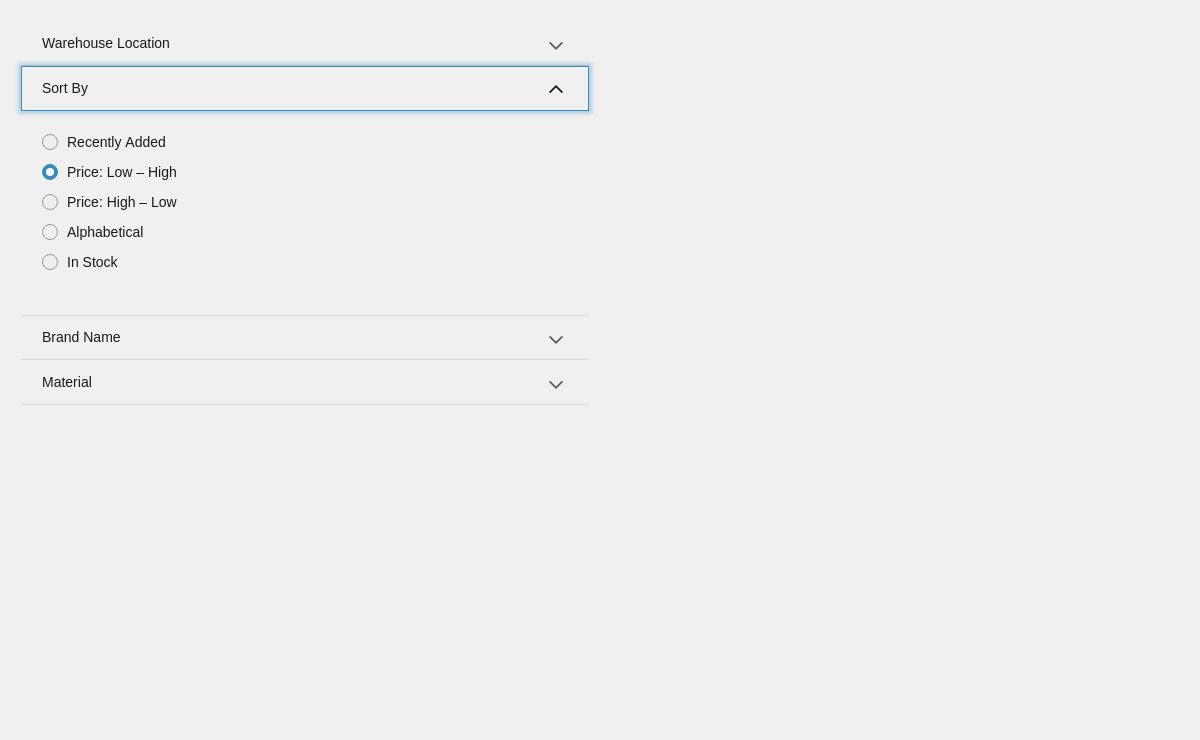 Warehouse Location
Sort By
Recently Added
Price: Low – High
Price: High – Low
Alphabetical
In Stock
Brand Name
Material